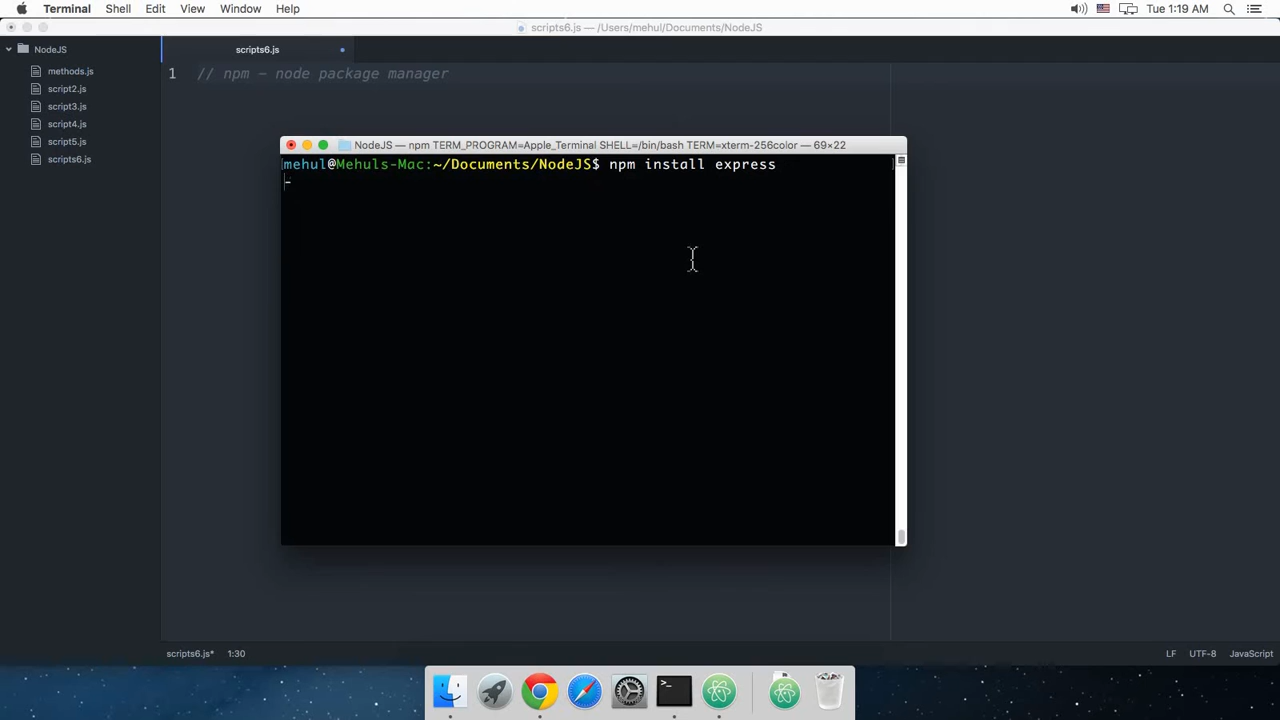 Terminal Shell Edit View Window Help Tue 1:19 AM
scripts6.js — /Users/mehul/Documents/NodeJS
NodeJS
scripts6.js
methods.js
script2.js
script3.js
script4.js
script5.js
scripts6.js
1 // npm - node package manager
NodeJS — npm TERM_PROGRAM=Apple_Terminal SHELL=/bin/bash TERM=xterm-256color — 69×22
mehul@Mehuls-Mac:~/Documents/NodeJS$ npm install express
-
scripts6.js* 1:30 LF UTF-8 JavaScript